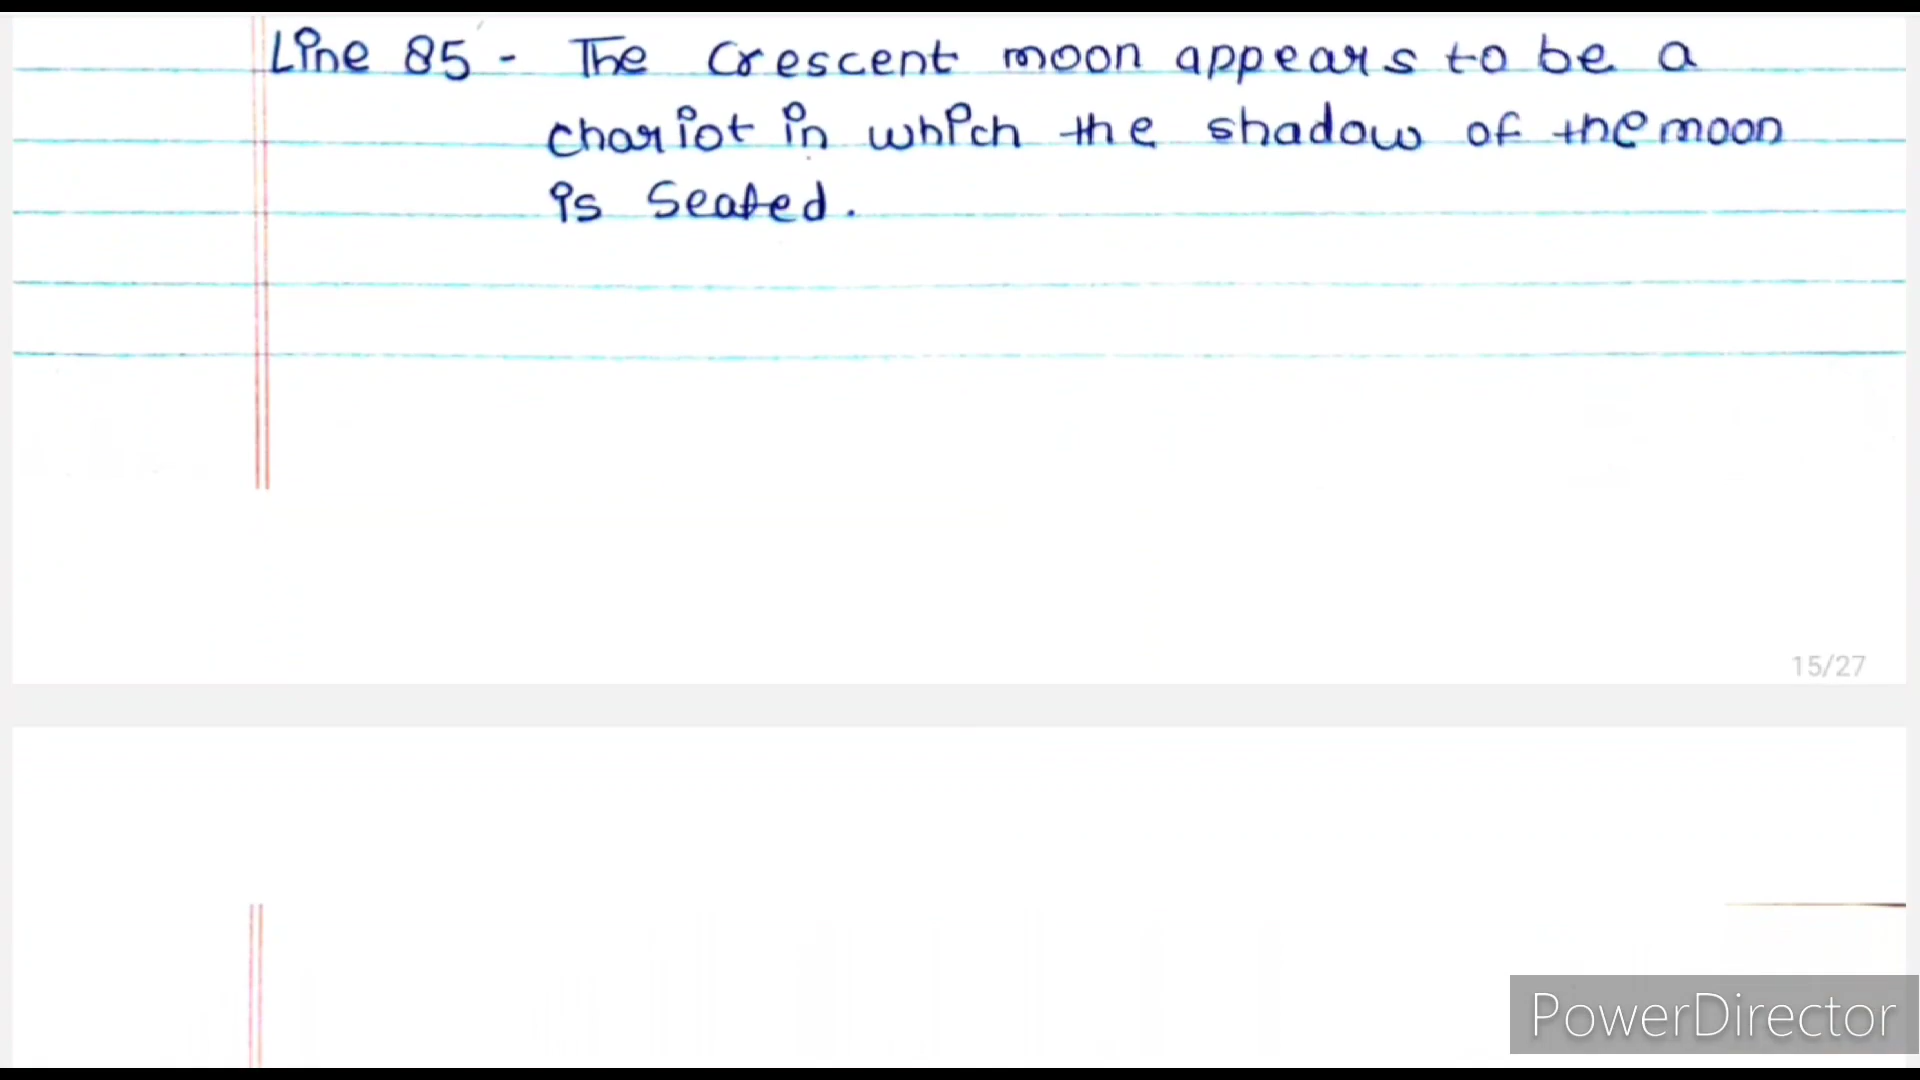 Line 85 - The Crescent moon appears to be a
chariot in which the shadow of the moon
is Seated.
15/27
PowerDirector